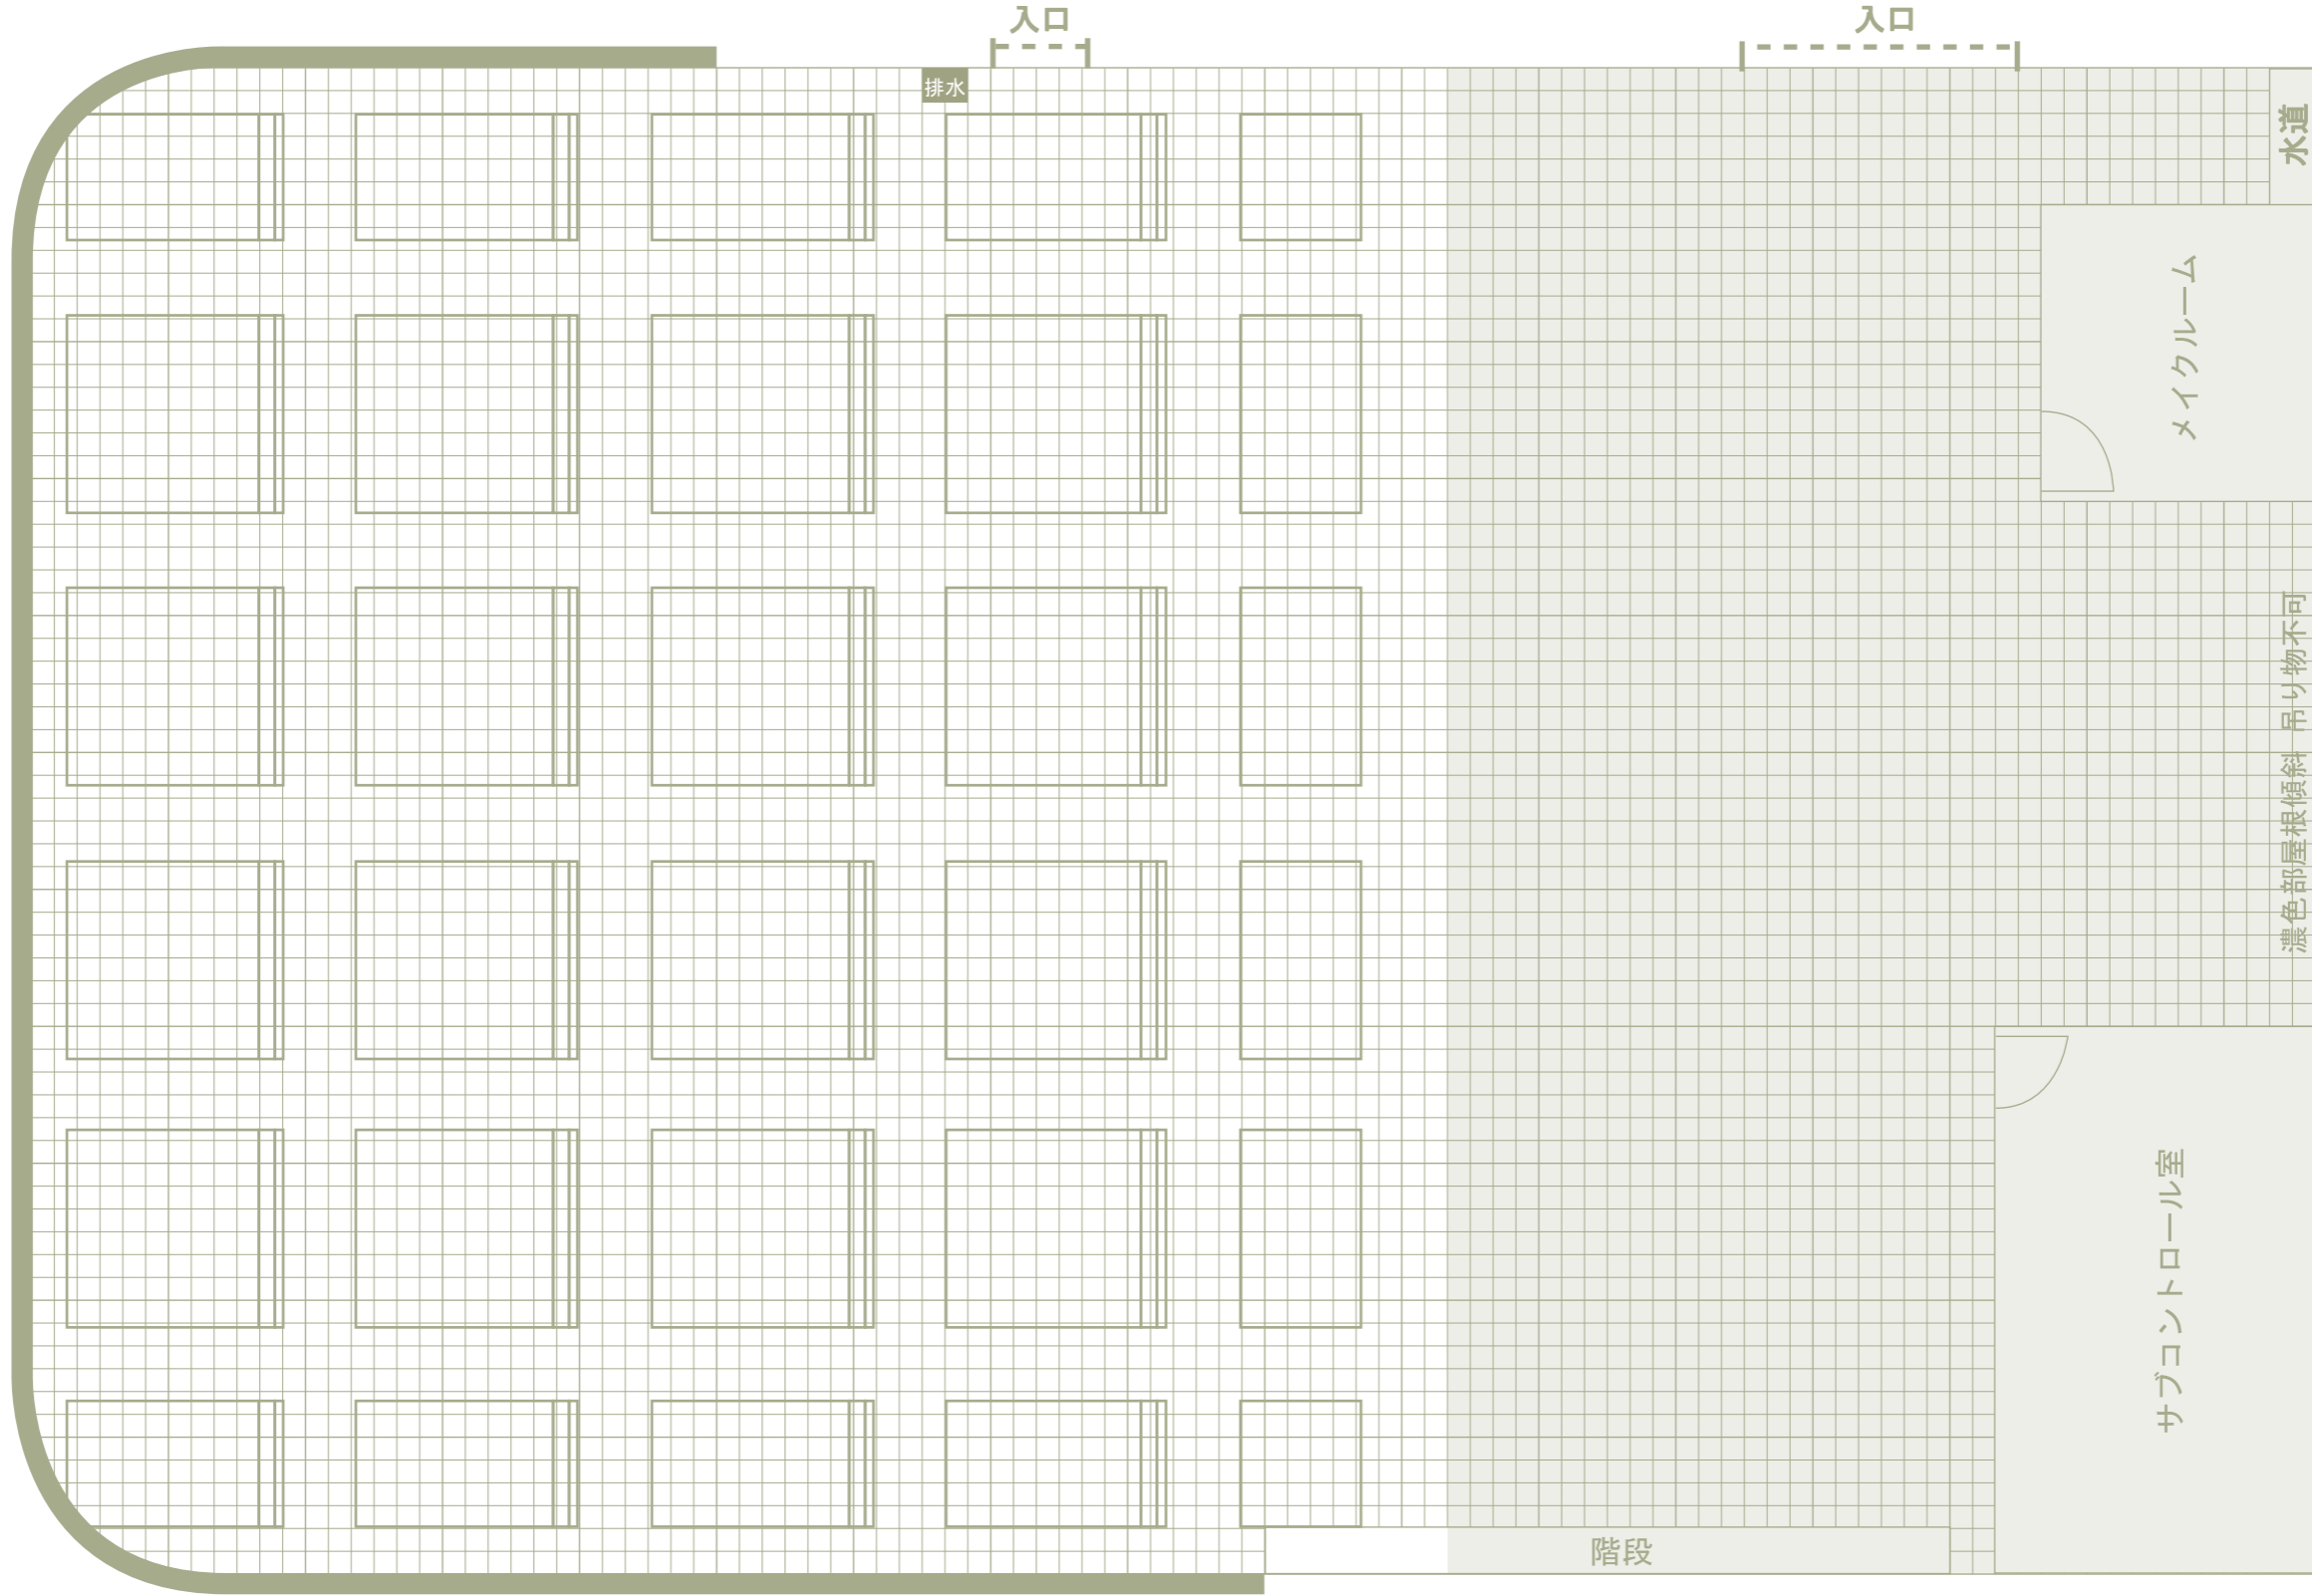 入口
入口
排水
水道
メイクルーム
濃色部屋根傾斜 吊り物不可
サブコントロール室
階段